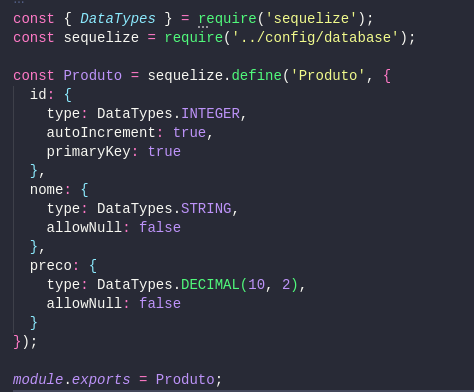 const { DataTypes } = require('sequelize');
const sequelize = require('../config/database');
const Produto = sequelize.define('Produto', {
  id: {
    type: DataTypes.INTEGER,
    autoIncrement: true,
    primaryKey: true
  },
  nome: {
    type: DataTypes.STRING,
    allowNull: false
  },
  preco: {
    type: DataTypes.DECIMAL(10, 2),
    allowNull: false
  }
});
module.exports = Produto;